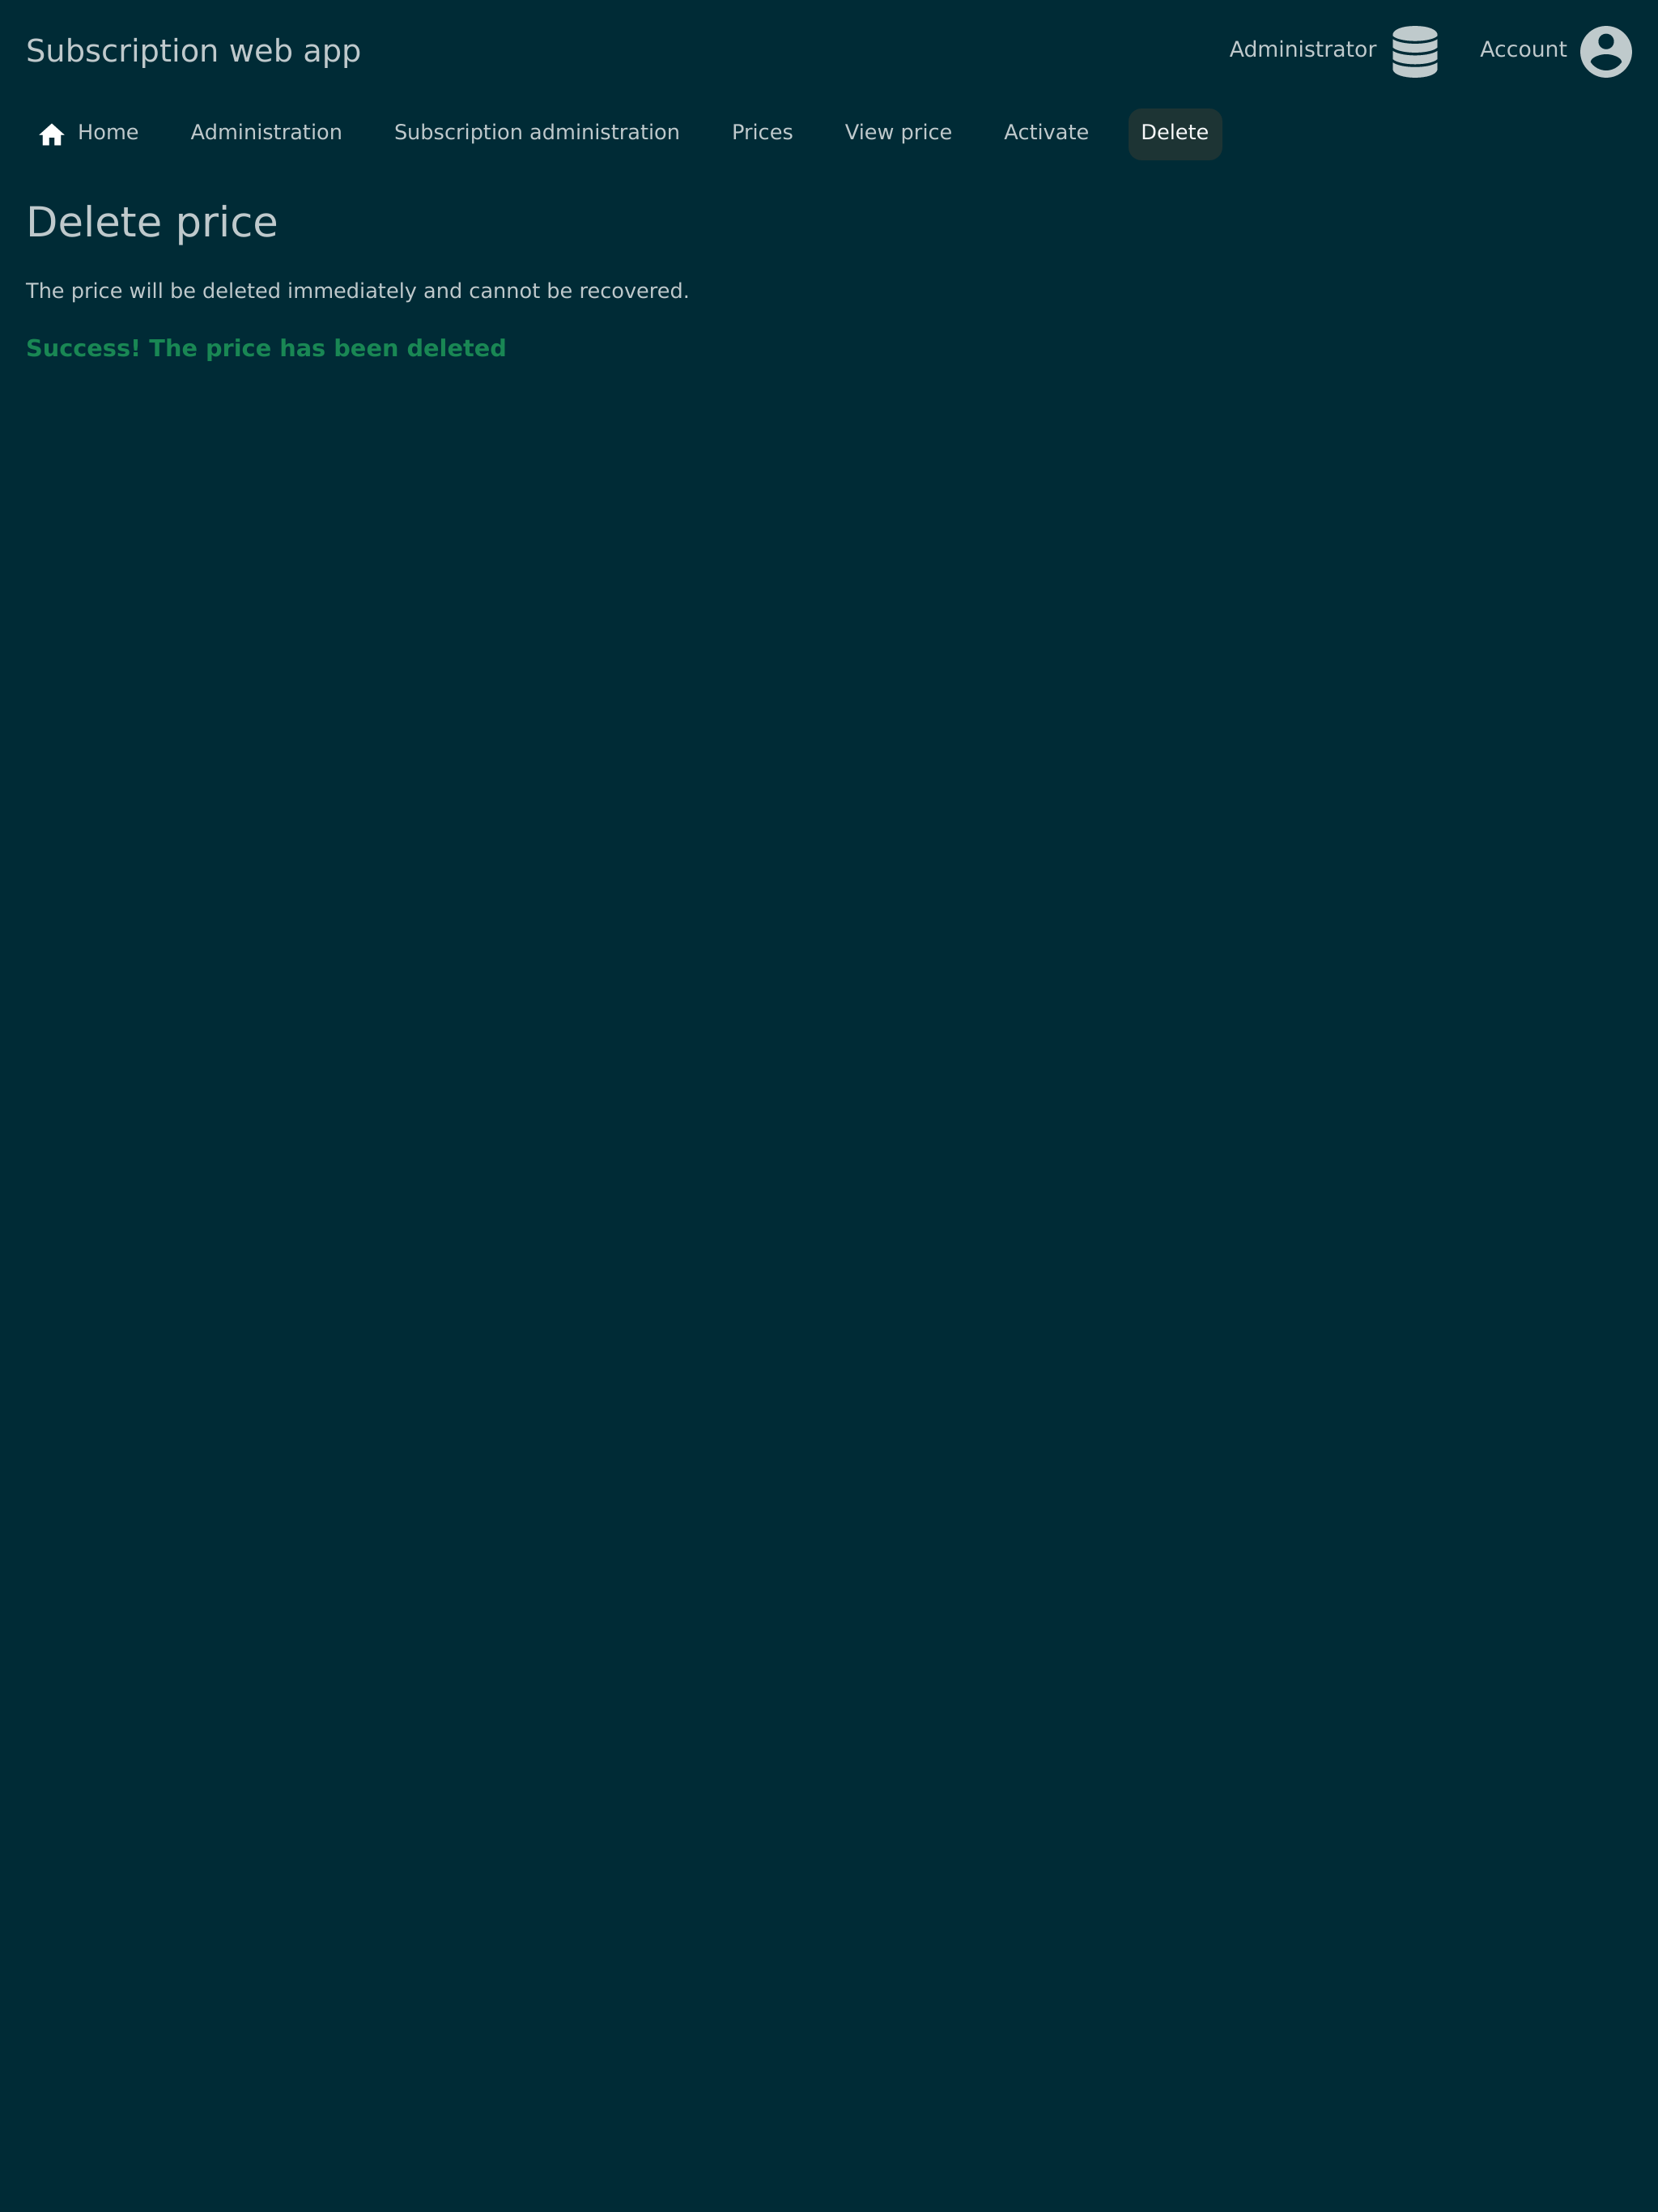 Subscription web app
Administrator
Account
Home
Administration
Subscription administration
Prices
View price
Activate
Delete
Delete price
The price will be deleted immediately and cannot be recovered.
Success! The price has been deleted